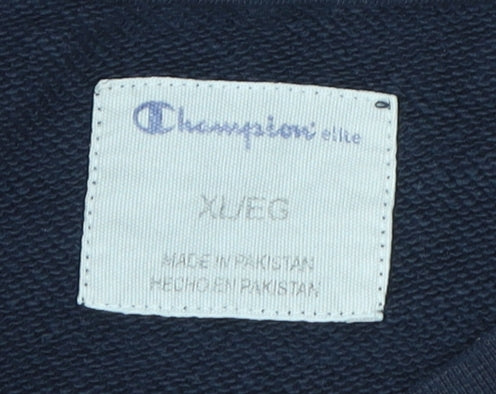 Champion elite
XL/EG
MADE IN PAKISTAN
HECHO EN PAKISTAN